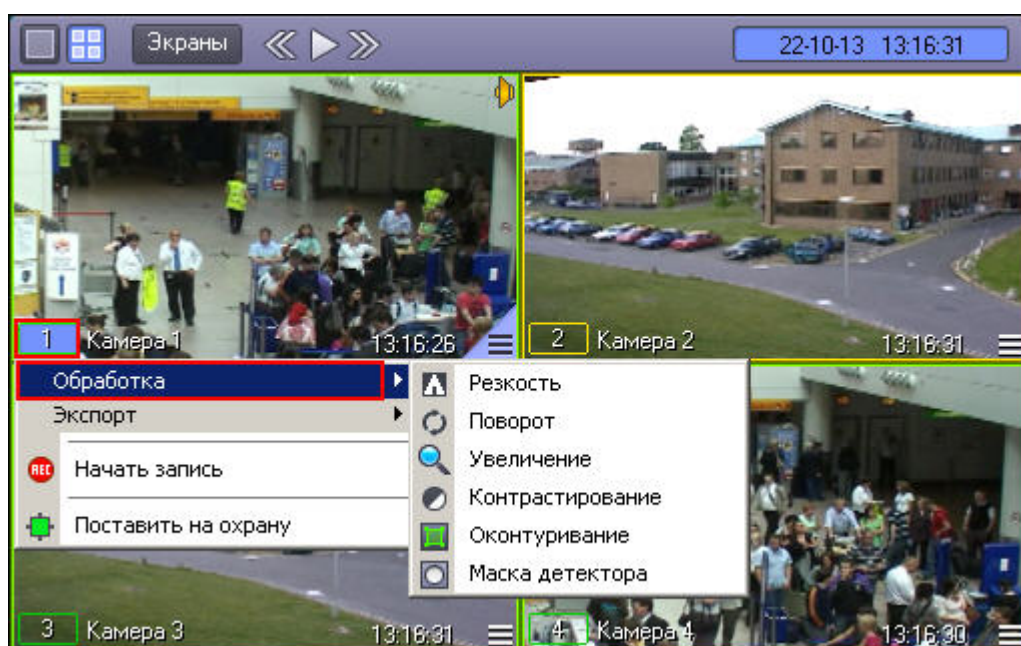 Экраны
22-10-13 13:16:31
1 Камера 1 13:16:26
2 Камера 2 13:16:31
Обработка
Экспорт
REC Начать запись
Поставить на охрану
Резкость
Поворот
Увеличение
Контрастирование
Оконтуривание
Маска детектора
3 Камера 3 13:16:31
4 Камера 4 13:16:30